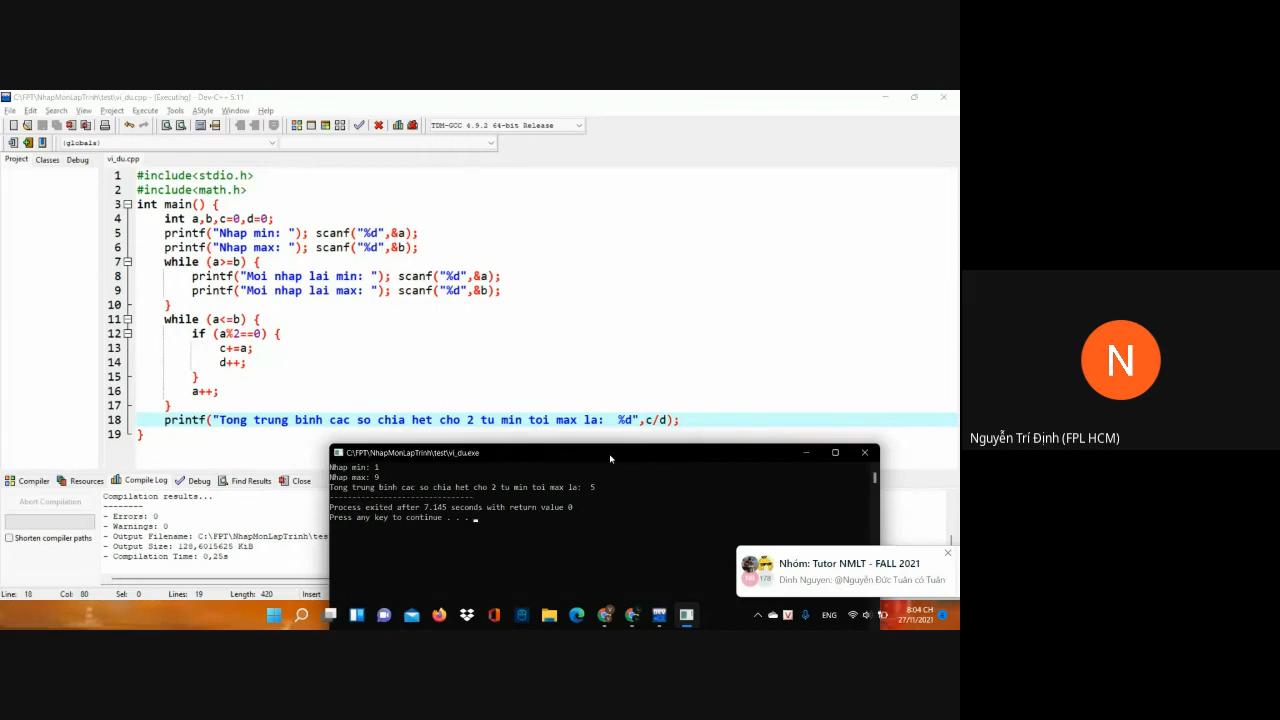 C:\FPT\NhapMonLapTrinh\test\vi_du.cpp - [Executing] - Dev-C++ 5.11
File Edit Search View Project Execute Tools AStyle Window Help
TDM-GCC 4.9.2 64-bit Release
(globals)
Project Classes Debug
vi_du.cpp
1 #include<stdio.h>
2 #include<math.h>
3 int main() {
4 int a,b,c=0,d=0;
5 printf("Nhap min: "); scanf("%d",&a);
6 printf("Nhap max: "); scanf("%d",&b);
7 while (a>=b) {
8 printf("Moi nhap lai min: "); scanf("%d",&a);
9 printf("Moi nhap lai max: "); scanf("%d",&b);
10 }
11 while (a<=b) {
12 if (a%2==0) {
13 c+=a;
14 d++;
15 }
16 a++;
17 }
18 printf("Tong trung binh cac so chia het cho 2 tu min toi max la:  %d",c/d);
19 }
C:\FPT\NhapMonLapTrinh\test\vi_du.exe
Nhap min: 1
Nhap max: 9
Tong trung binh cac so chia het cho 2 tu min toi max la:  5
--------------------------------
Process exited after 7.145 seconds with return value 0
Press any key to continue . . .
Compiler Resources Compile Log Debug Find Results Close
Abort Compilation
Shorten compiler paths
Compilation results...
--------
- Errors: 0
- Warnings: 0
- Output Filename: C:\FPT\NhapMonLapTrinh\tes
- Output Size: 128,6015625 KiB
- Compilation Time: 0,25s
Line: 18 Col: 80 Sel: 0 Lines: 19 Length: 420 Insert
Nhóm: Tutor NMLT - FALL 2021
Dinh Nguyen: @Nguyễn Đức Tuân có Tuân
178
ENG
8:04 CH
27/11/2021
N
Nguyễn Trí Định (FPL HCM)